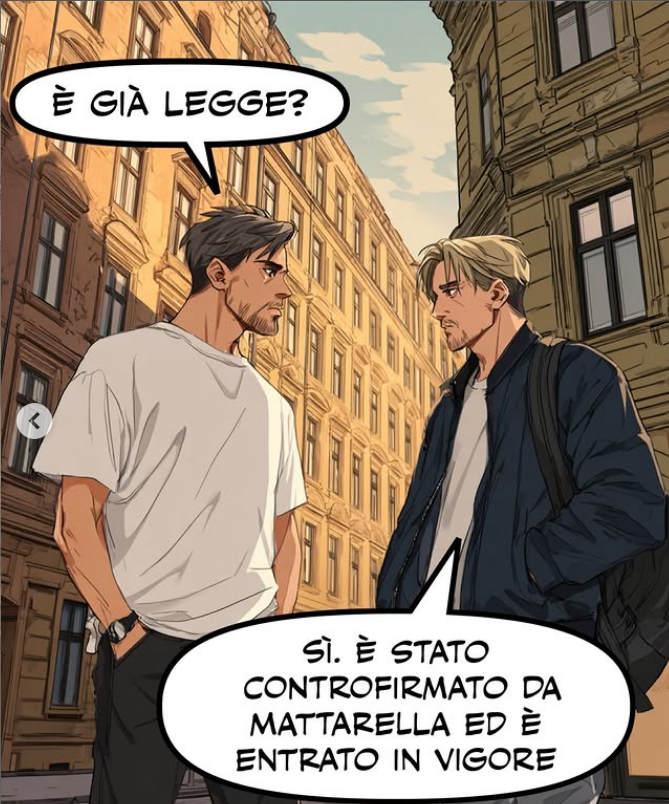 È GIÀ LEGGE?
SÌ. È STATO
CONTROFIRMATO DA
MATTARELLA ED È
ENTRATO IN VIGORE